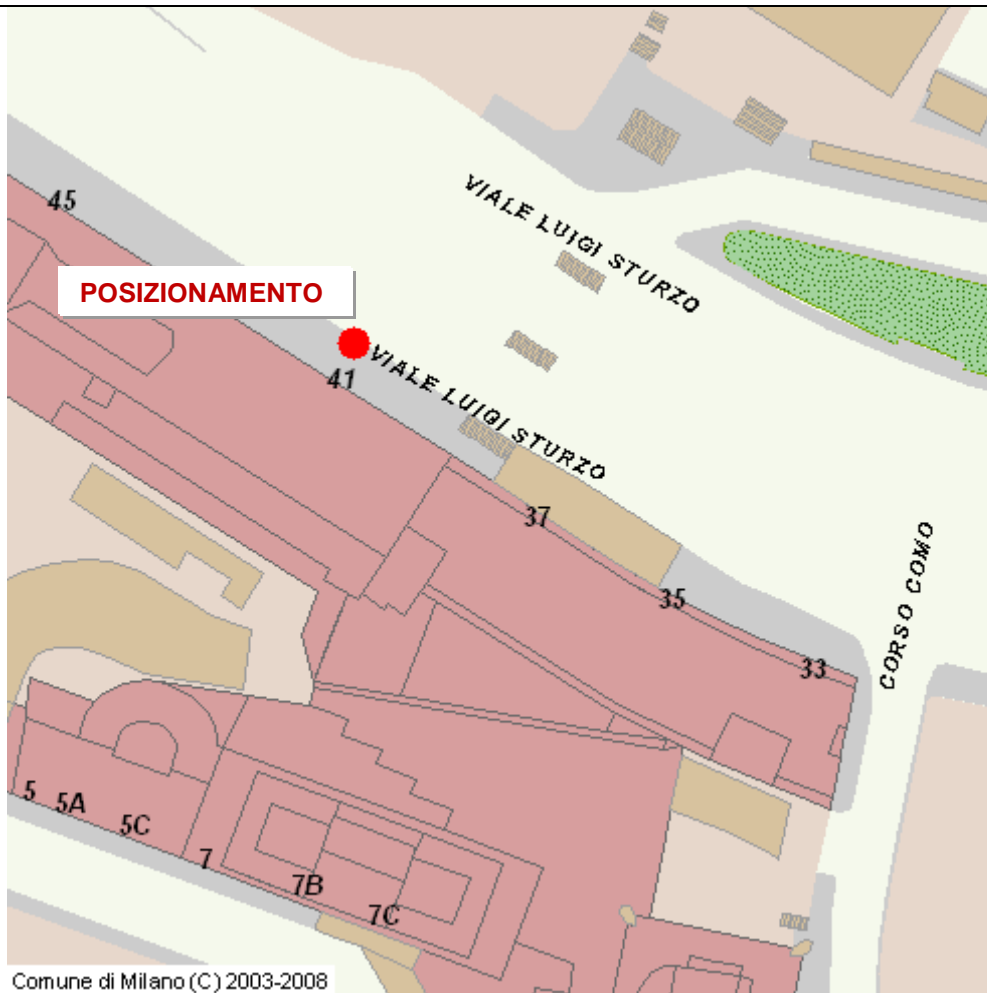 VIALE LUIGI STURZO
45
POSIZIONAMENTO
VIALE LUIGI STURZO
41
37
CORSO COMO
35
33
5
5A
5C
7
7B
7C
Comune di Milano (C) 2003-2008